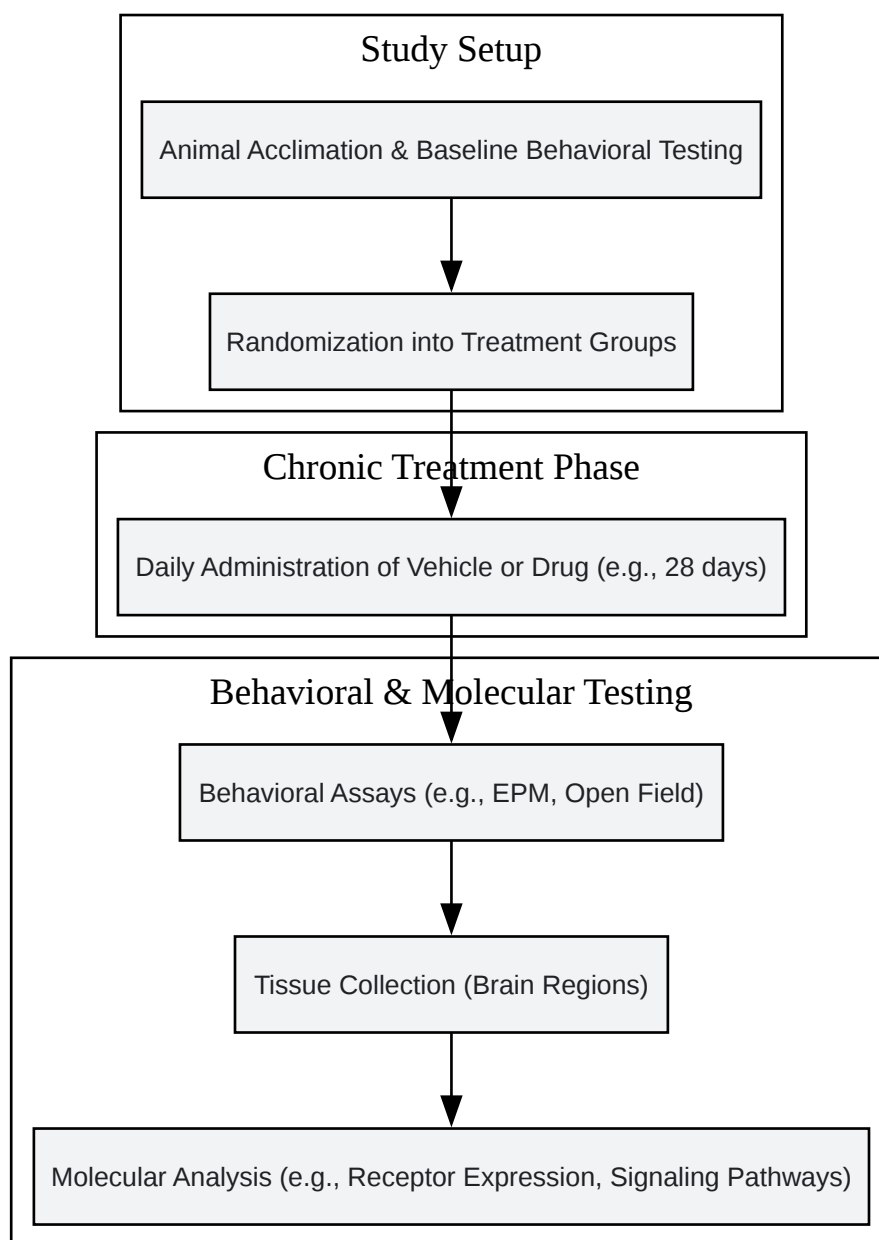 Study Setup
Animal Acclimation & Baseline Behavioral Testing
Randomization into Treatment Groups
Chronic Treatment Phase
Daily Administration of Vehicle or Drug (e.g., 28 days)
Behavioral & Molecular Testing
Behavioral Assays (e.g., EPM, Open Field)
Tissue Collection (Brain Regions)
Molecular Analysis (e.g., Receptor Expression, Signaling Pathways)